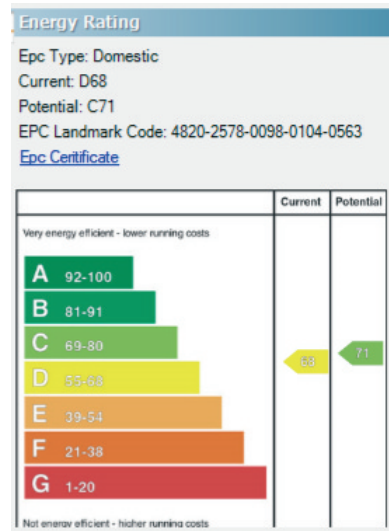 Energy Rating
Epc Type: Domestic
Current: D68
Potential: C71
EPC Landmark Code: 4820-2578-0098-0104-0563
Epc Ceritificate
Current Potential
Very energy efficient - lower running costs
A 92-100
B 81-91
C 69-80
D 55-68
E 39-54
F 21-38
G 1-20
68
71
Not energy efficient - higher running costs